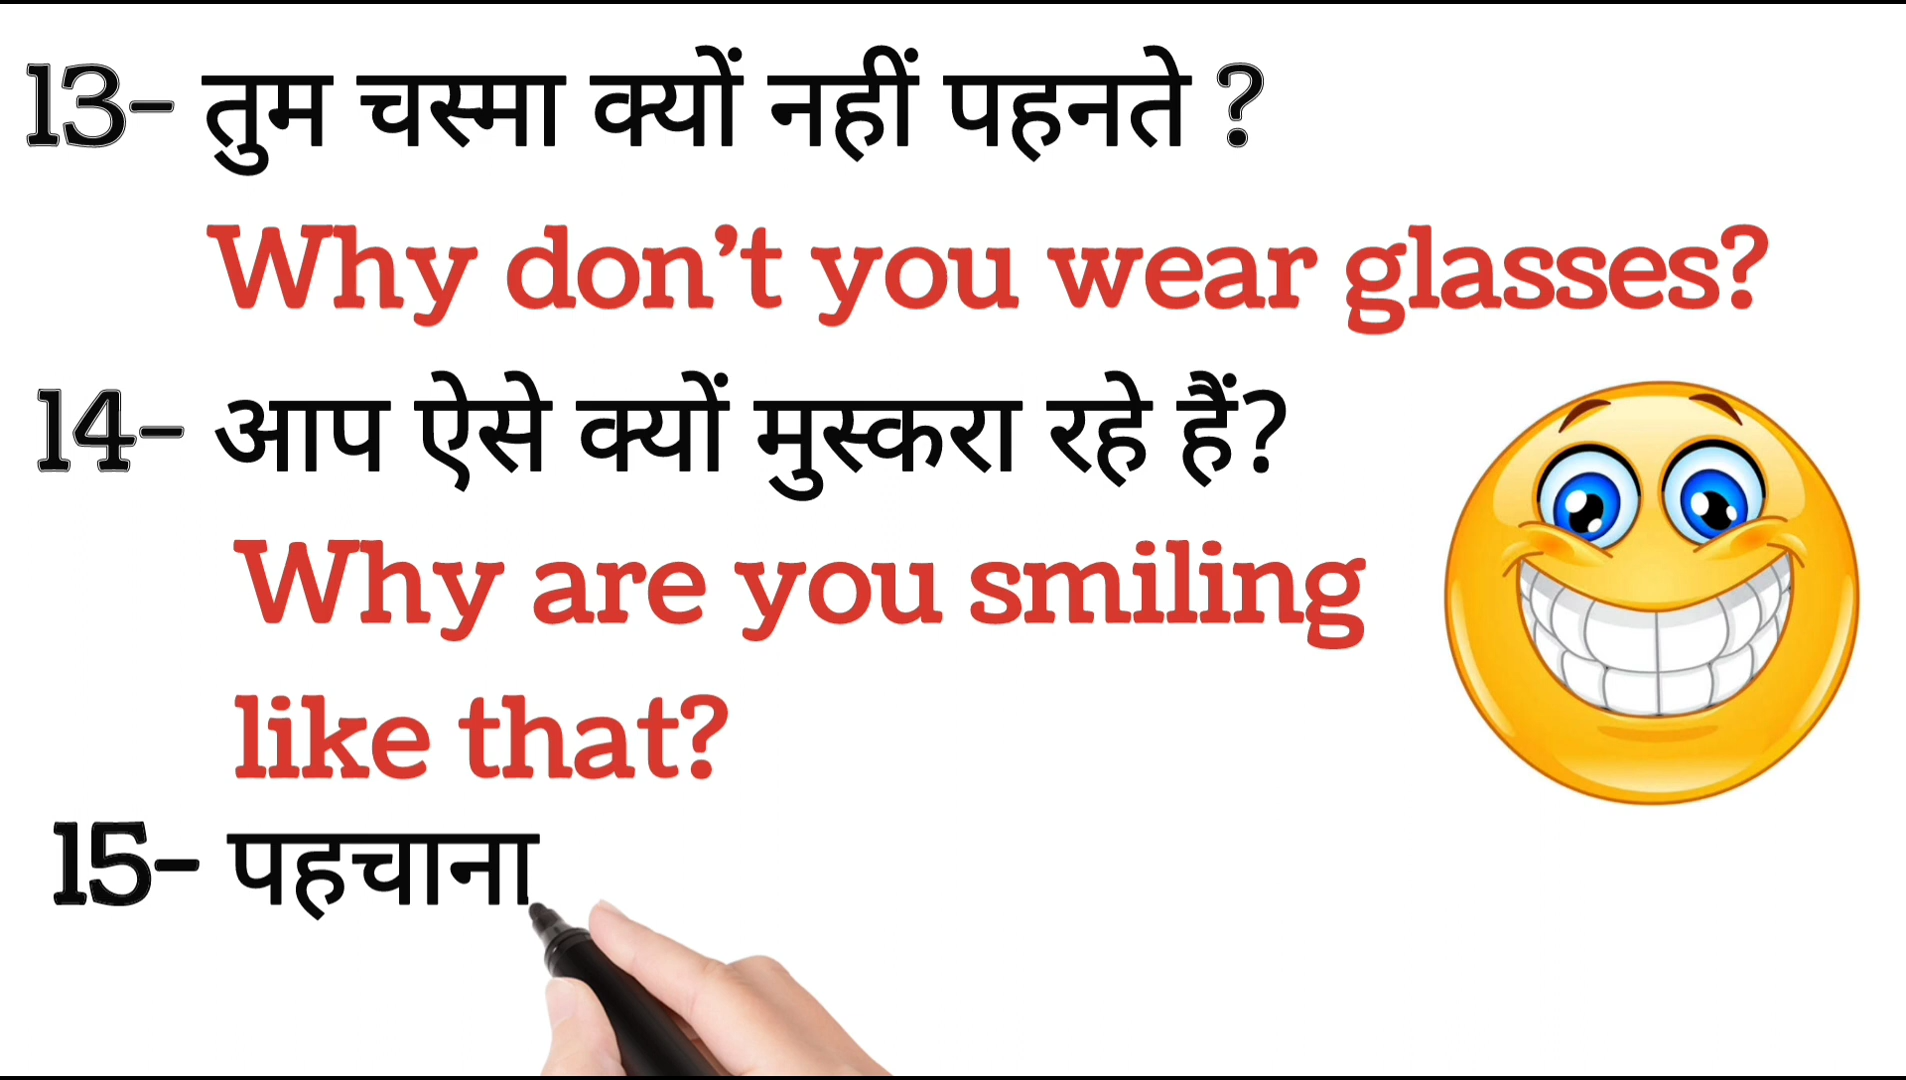 13- तुम चस्मा क्यों नहीं पहनते ?
Why don't you wear glasses?
14- आप ऐसे क्यों मुस्करा रहे हैं?
Why are you smiling
like that?
15- पहचाना